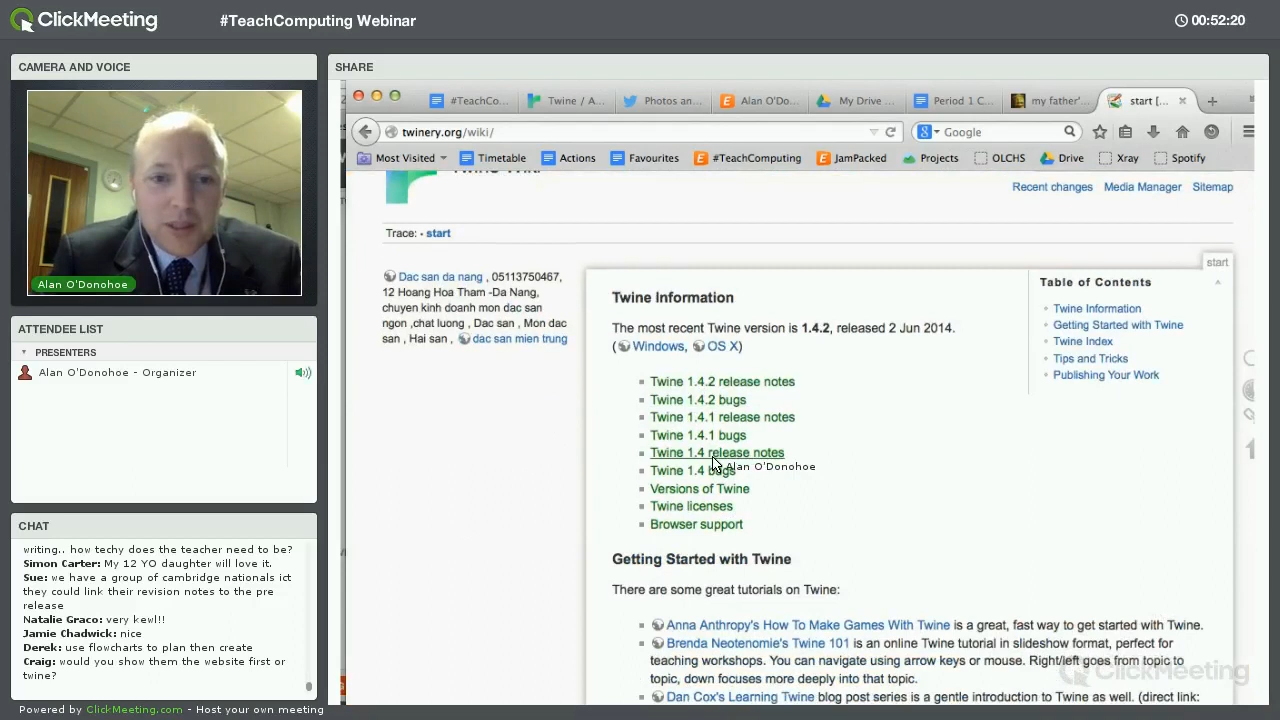 ClickMeeting
#TeachComputing Webinar
00:52:20
CAMERA AND VOICE
Alan O'Donohoe
ATTENDEE LIST
PRESENTERS
Alan O'Donohoe - Organizer
CHAT
writing.. how techy does the teacher need to be?
Simon Carter: My 12 YO daughter will love it.
Sue: we have a group of cambridge nationals ict
they could link their revision notes to the pre
release
Natalie Graco: very kewl!!
Jamie Chadwick: nice
Derek: use flowcharts to plan then create
Craig: would you show them the website first or
twine?
Powered by ClickMeeting.com - Host your own meeting
SHARE
#TeachCo... Twine / A... Photos an... Alan O'Do... My Drive ... Period 1 C... my father'... start [...
twinery.org/wiki/
Google
Most Visited Timetable Actions Favourites #TeachComputing JamPacked Projects OLCHS Drive Xray Spotify
Recent changes Media Manager Sitemap
Trace: • start
Dac san da nang , 05113750467,
12 Hoang Hoa Tham -Da Nang,
chuyen kinh doanh mon dac san
ngon ,chat luong , Dac san , Mon dac
san , Hai san , dac san mien trung
start
Twine Information
The most recent Twine version is 1.4.2, released 2 Jun 2014.
(Windows, OS X)
Twine 1.4.2 release notes
Twine 1.4.2 bugs
Twine 1.4.1 release notes
Twine 1.4.1 bugs
Twine 1.4 release notes
Alan O'Donohoe
Twine 1.4 bugs
Versions of Twine
Twine licenses
Browser support
Getting Started with Twine
There are some great tutorials on Twine:
Anna Anthropy's How To Make Games With Twine is a great, fast way to get started with Twine.
Brenda Neotenomie's Twine 101 is an online Twine tutorial in slideshow format, perfect for
teaching workshops. You can navigate using arrow keys or mouse. Right/left goes from topic to
topic, down focuses more deeply into that topic.
Dan Cox's Learning Twine blog post series is a gentle introduction to Twine as well. (direct link:
Table of Contents
Twine Information
Getting Started with Twine
Twine Index
Tips and Tricks
Publishing Your Work
ClickMeeting